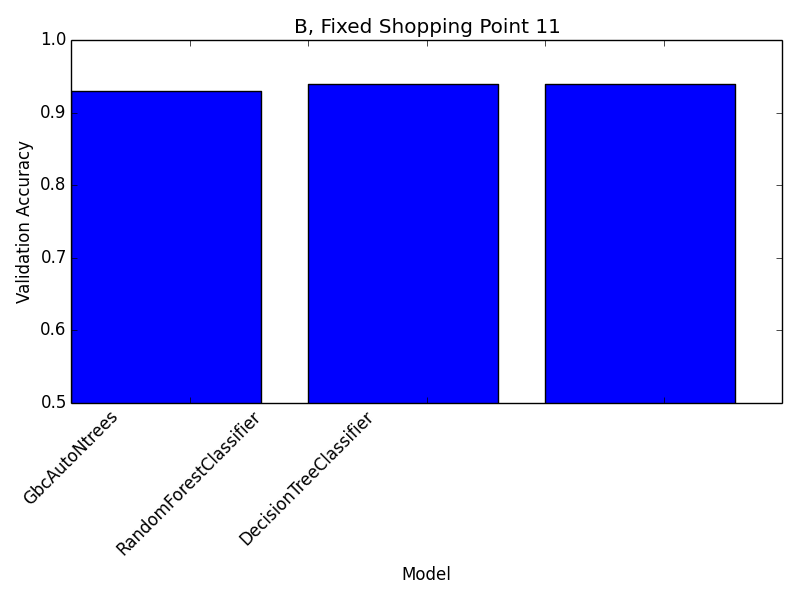 B, Fixed Shopping Point 11
Validation Accuracy
1.0
0.9
0.8
0.7
0.6
0.5
GbcAutoNtrees
RandomForestClassifier
DecisionTreeClassifier
Model